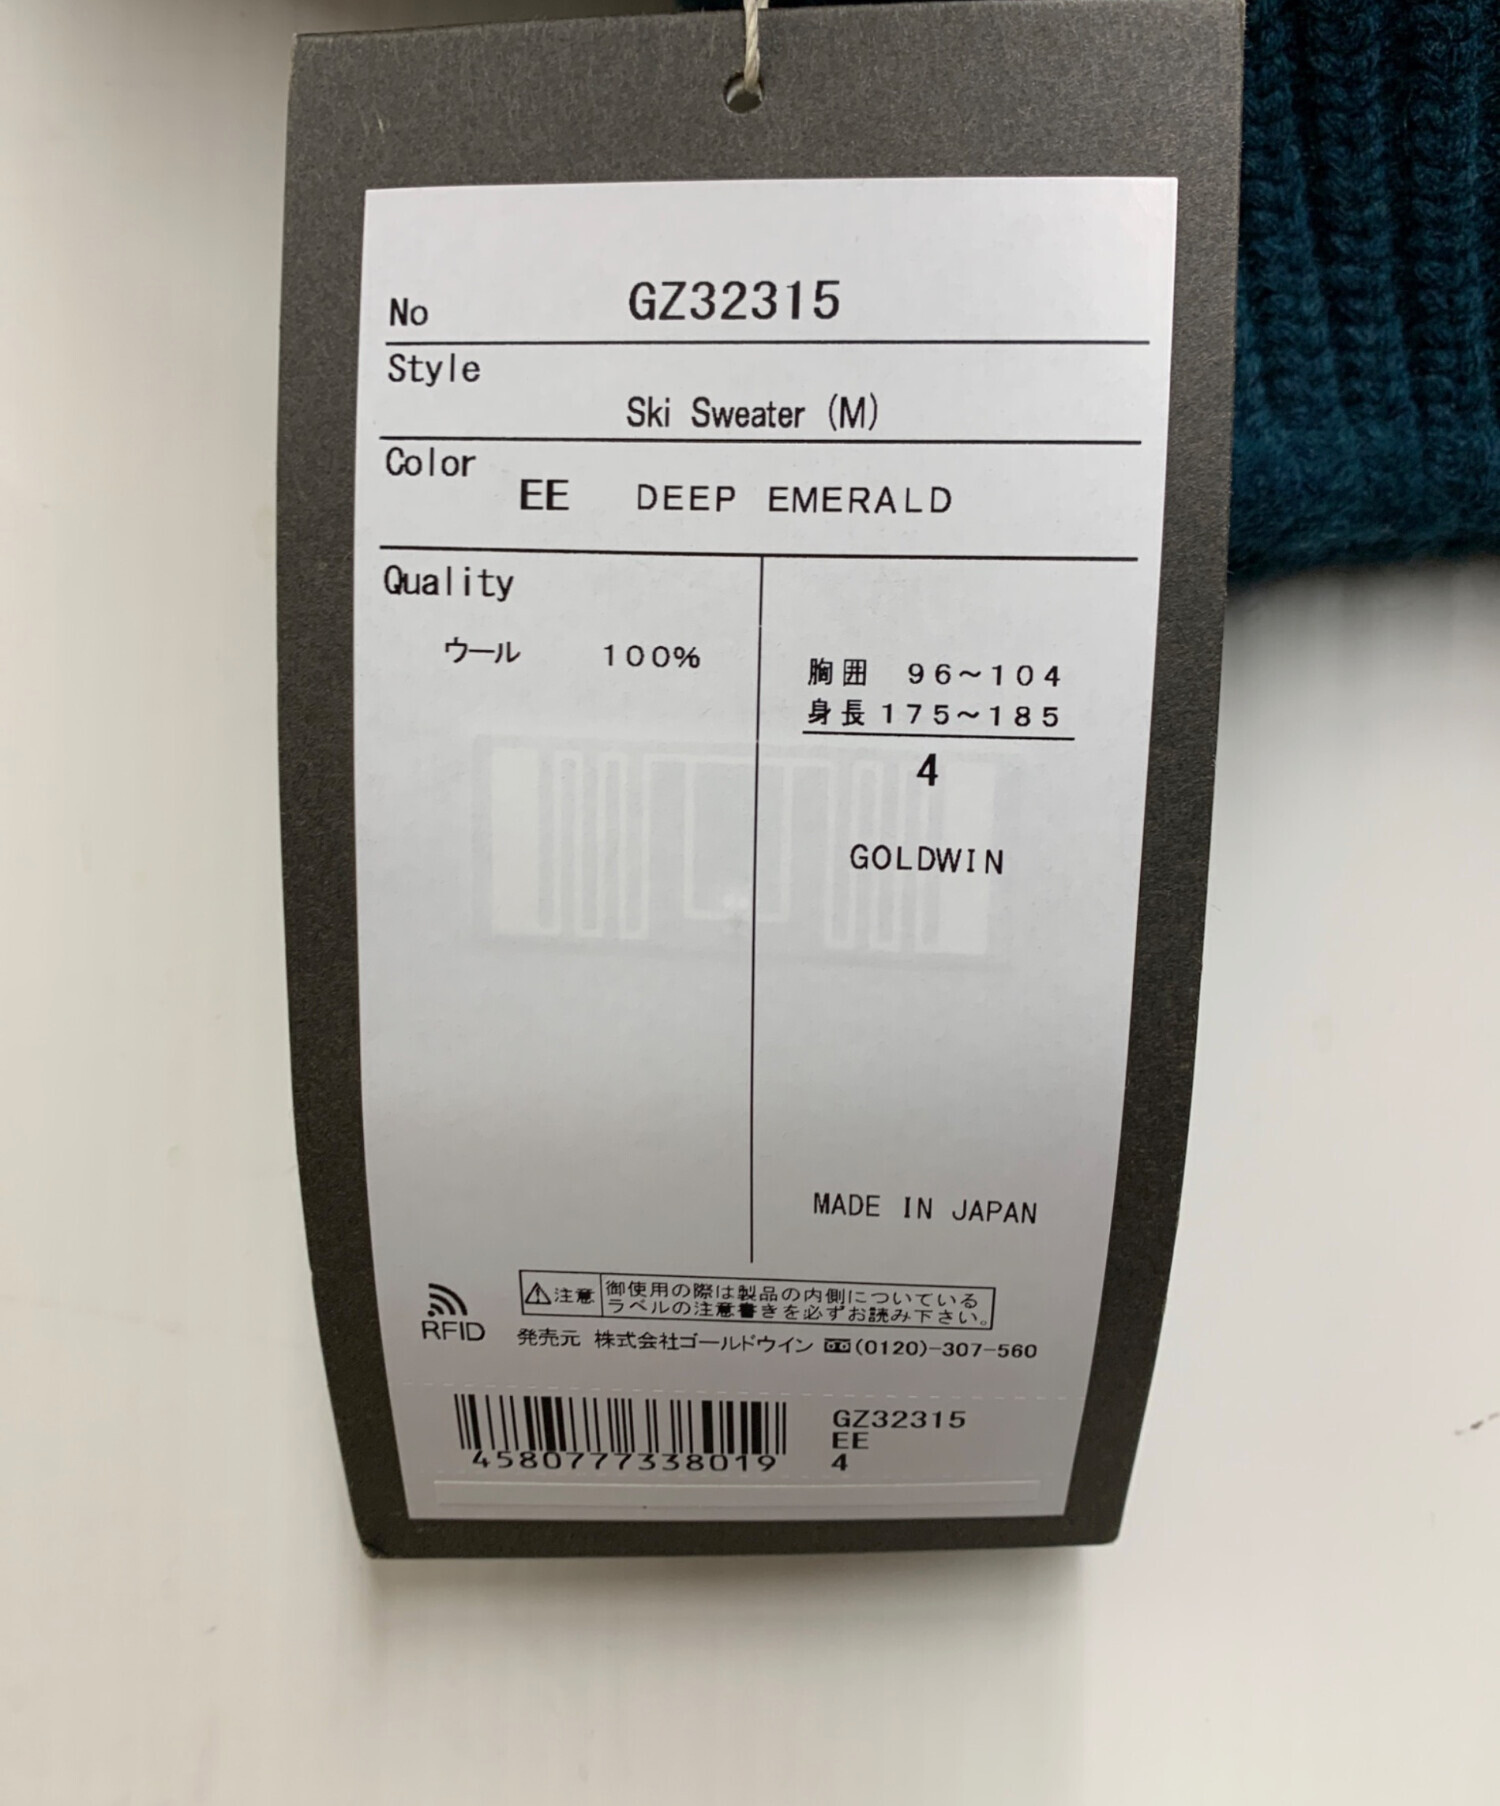 No GZ32315
Style
Ski Sweater (M)
Color
EE DEEP EMERALD
Quality
ウール 100%
胸囲 96~104
身長 175~185
4
GOLDWIN
MADE IN JAPAN
RFID
注意 御使用の際は製品の内側についている
ラベルの注意書きを必ずお読み下さい。
発売元 株式会社ゴールドウイン (0120)-307-560
4580777338019
GZ32315
EE
4